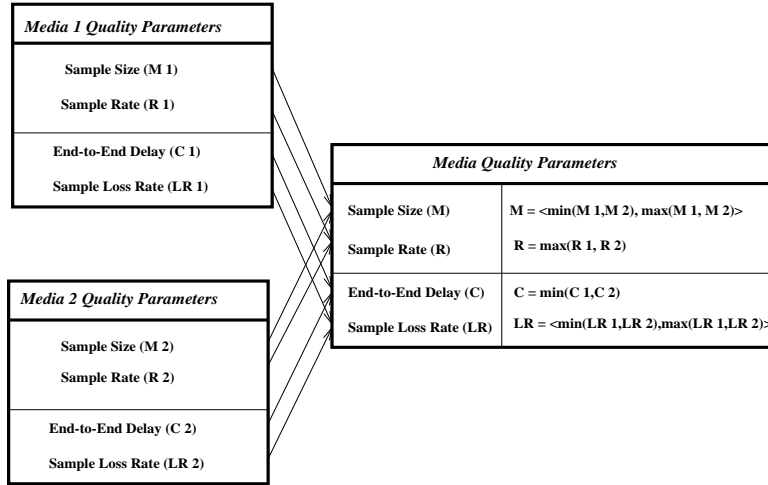 Media 1 Quality Parameters
Sample Size (M 1)
Sample Rate (R 1)
End-to-End Delay (C 1)
Sample Loss Rate (LR 1)
Media 2 Quality Parameters
Sample Size (M 2)
Sample Rate (R 2)
End-to-End Delay (C 2)
Sample Loss Rate (LR 2)
Media Quality Parameters
Sample Size (M) M = <min(M 1,M 2), max(M 1, M 2)>
Sample Rate (R) R = max(R 1, R 2)
End-to-End Delay (C) C = min(C 1,C 2)
Sample Loss Rate (LR) LR = <min(LR 1,LR 2),max(LR 1,LR 2)>